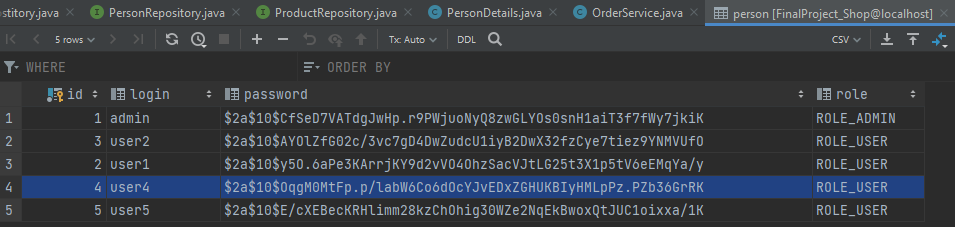 stitory.java PersonRepository.java ProductRepository.java PersonDetails.java OrderService.java person [FinalProject_Shop@localhost]
5 rows Tx: Auto DDL CSV
WHERE ORDER BY
id login password role
1 1 admin $2a$10$CfSeD7VATdgJwHp.r9PWjuoNyQ8zwGLYOs0snH1aiT3f7fWy7jkiK ROLE_ADMIN
2 3 user2 $2a$10$AYOlZfG02c/3vc7gD4DwZudcU1iyB2DwX32fzCye7tiez9YNMVUfO ROLE_USER
3 2 user1 $2a$10$y5O.6aPe3KArrjKY9d2vVO4OhzSacVJtLG25t3X1p5tV6eEMqYa/y ROLE_USER
4 4 user4 $2a$10$OqgM0MtFp.p/labW6Co6dOcYJvEDxZGHUKBIyHMLpPz.PZb36GrRK ROLE_USER
5 5 user5 $2a$10$E/cXEBecKRHlimm28kzChOhig30WZe2NqEkBwoxQtJUC1oixxa/1K ROLE_USER